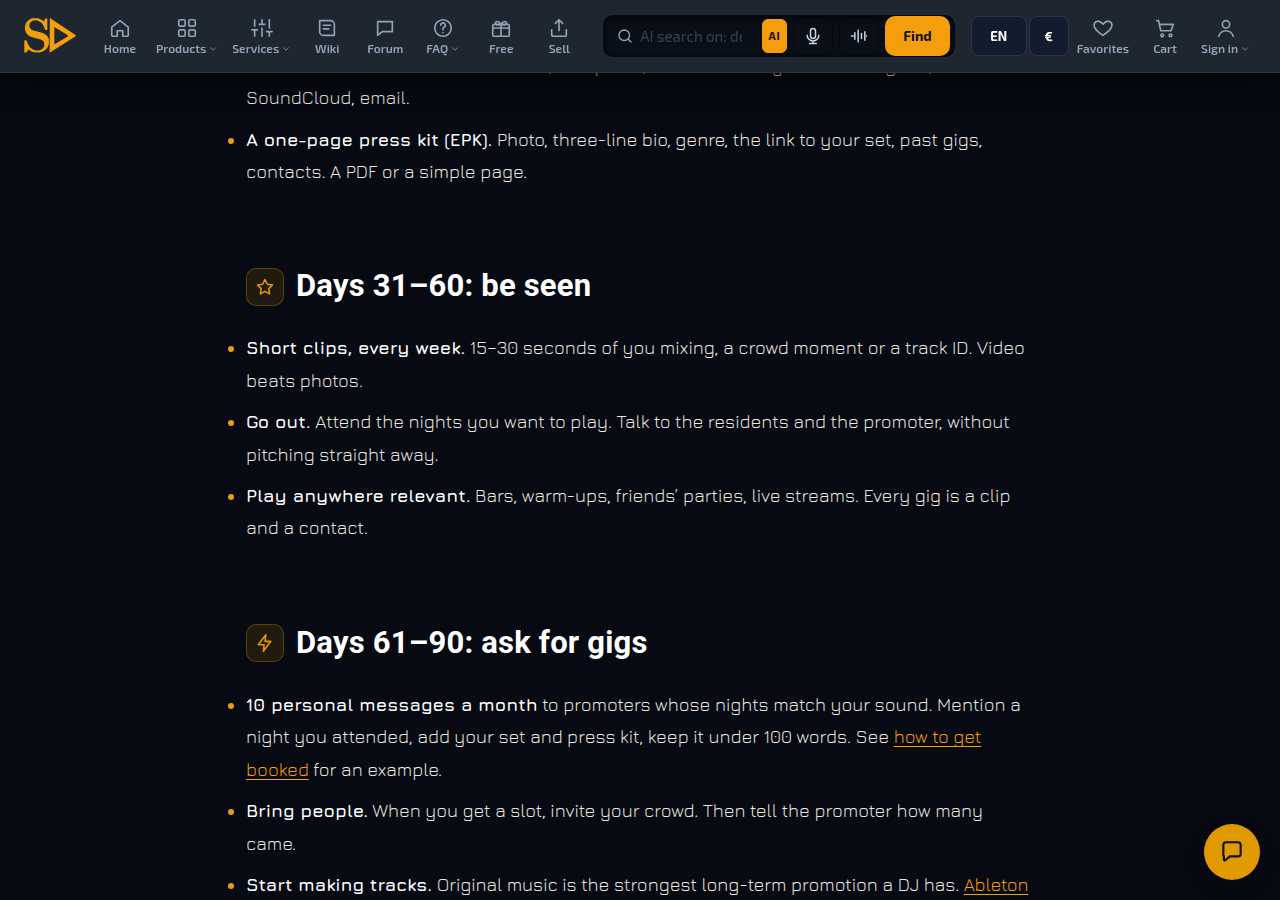 Home
Products
Services
Wiki
Forum
FAQ
Free
Sell
AI search on: de
AI
Find
EN
€
Favorites
Cart
Sign in
SoundCloud, email.
A one-page press kit (EPK). Photo, three-line bio, genre, the link to your set, past gigs,
contacts. A PDF or a simple page.
Days 31–60: be seen
Short clips, every week. 15–30 seconds of you mixing, a crowd moment or a track ID. Video
beats photos.
Go out. Attend the nights you want to play. Talk to the residents and the promoter, without
pitching straight away.
Play anywhere relevant. Bars, warm-ups, friends’ parties, live streams. Every gig is a clip
and a contact.
Days 61–90: ask for gigs
10 personal messages a month to promoters whose nights match your sound. Mention a
night you attended, add your set and press kit, keep it under 100 words. See how to get
booked for an example.
Bring people. When you get a slot, invite your crowd. Then tell the promoter how many
came.
Start making tracks. Original music is the strongest long-term promotion a DJ has. Ableton